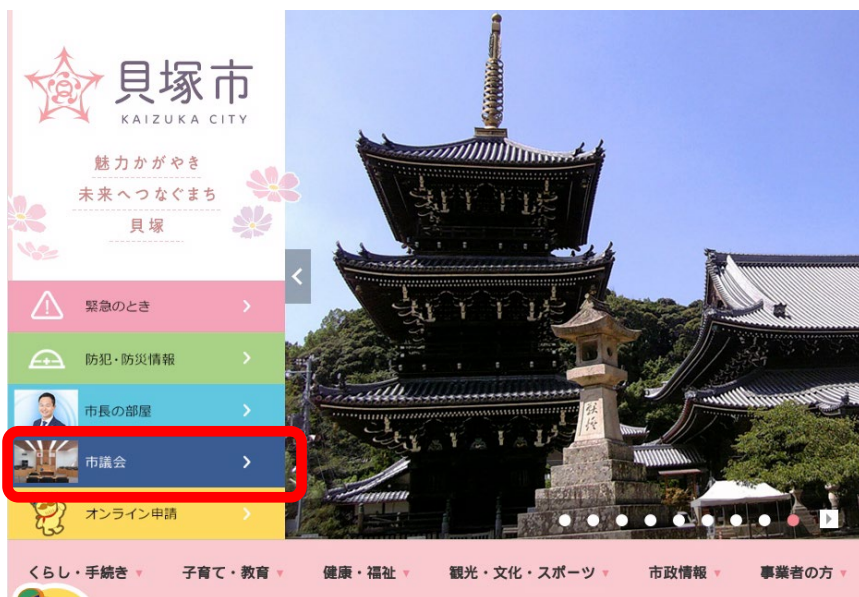 貝塚市
KAIZUKA CITY
魅力かがやき
未来へつなぐまち
貝塚
緊急のとき
防犯・防災情報
市長の部屋
市議会
オンライン申請
くらし・手続き
子育て・教育
健康・福祉
観光・文化・スポーツ
市政情報
事業者の方